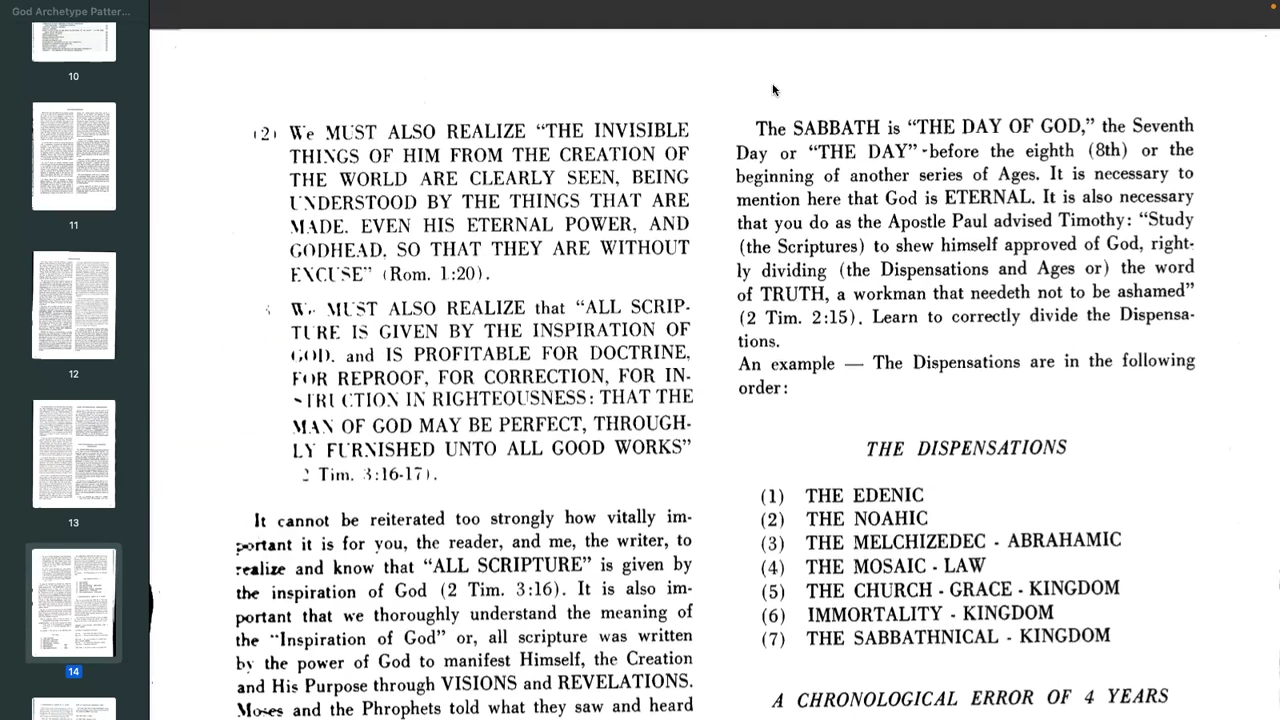 God Archetype Patter...
10
11
12
13
14
(2) We MUST ALSO REALIZE “THE INVISIBLE
THINGS OF HIM FROM THE CREATION OF
THE WORLD ARE CLEARLY SEEN, BEING
UNDERSTOOD BY THE THINGS THAT ARE
MADE. EVEN HIS ETERNAL POWER, AND
GODHEAD, SO THAT THEY ARE WITHOUT
EXCUSE” (Rom. 1:20).
We MUST ALSO REALIZE that “ALL SCRIP-
TURE IS GIVEN BY THE INSPIRATION OF
GOD. and IS PROFITABLE FOR DOCTRINE,
FOR REPROOF, FOR CORRECTION, FOR IN-
STRUCTION IN RIGHTEOUSNESS: THAT THE
MAN OF GOD MAY BE PERFECT, THROUGH-
LY FURNISHED UNTO ALL GOOD WORKS”
2 Tim. 3:16-17).
It cannot be reiterated too strongly how vitally im-
portant it is for you, the reader, and me, the writer, to
realize and know that “ALL SCRIPTURE” is given by
the inspiration of God (2 Tim. 3:16). It is also im-
portant that we thoroughly understand the meaning of
the “Inspiration of God” or, all scripture was written
by the power of God to manifest Himself, the Creation
and His Purpose through VISIONS and REVELATIONS.
Moses and the Phrophets told what they saw and heard
The SABBATH is “THE DAY OF GOD,” the Seventh
Day or “THE DAY” -before the eighth (8th) or the
beginning of another series of Ages. It is necessary to
mention here that God is ETERNAL. It is also necessary
that you do as the Apostle Paul advised Timothy: “Study
(the Scriptures) to shew himself approved of God, right-
ly dividing (the Dispensations and Ages or) the word
of TRUTH, a workman that needeth not to be ashamed”
(2 Tim. 2:15). Learn to correctly divide the Dispensa-
tions.
An example — The Dispensations are in the following
order:
THE DISPENSATIONS
(1) THE EDENIC
(2) THE NOAHIC
(3) THE MELCHIZEDEC - ABRAHAMIC
(4) THE MOSAIC - LAW
(5) THE CHURCH - GRACE - KINGDOM
(6) IMMORTALITY - KINGDOM
(7) THE SABBATHNICAL - KINGDOM
A CHRONOLOGICAL ERROR OF 4 YEARS